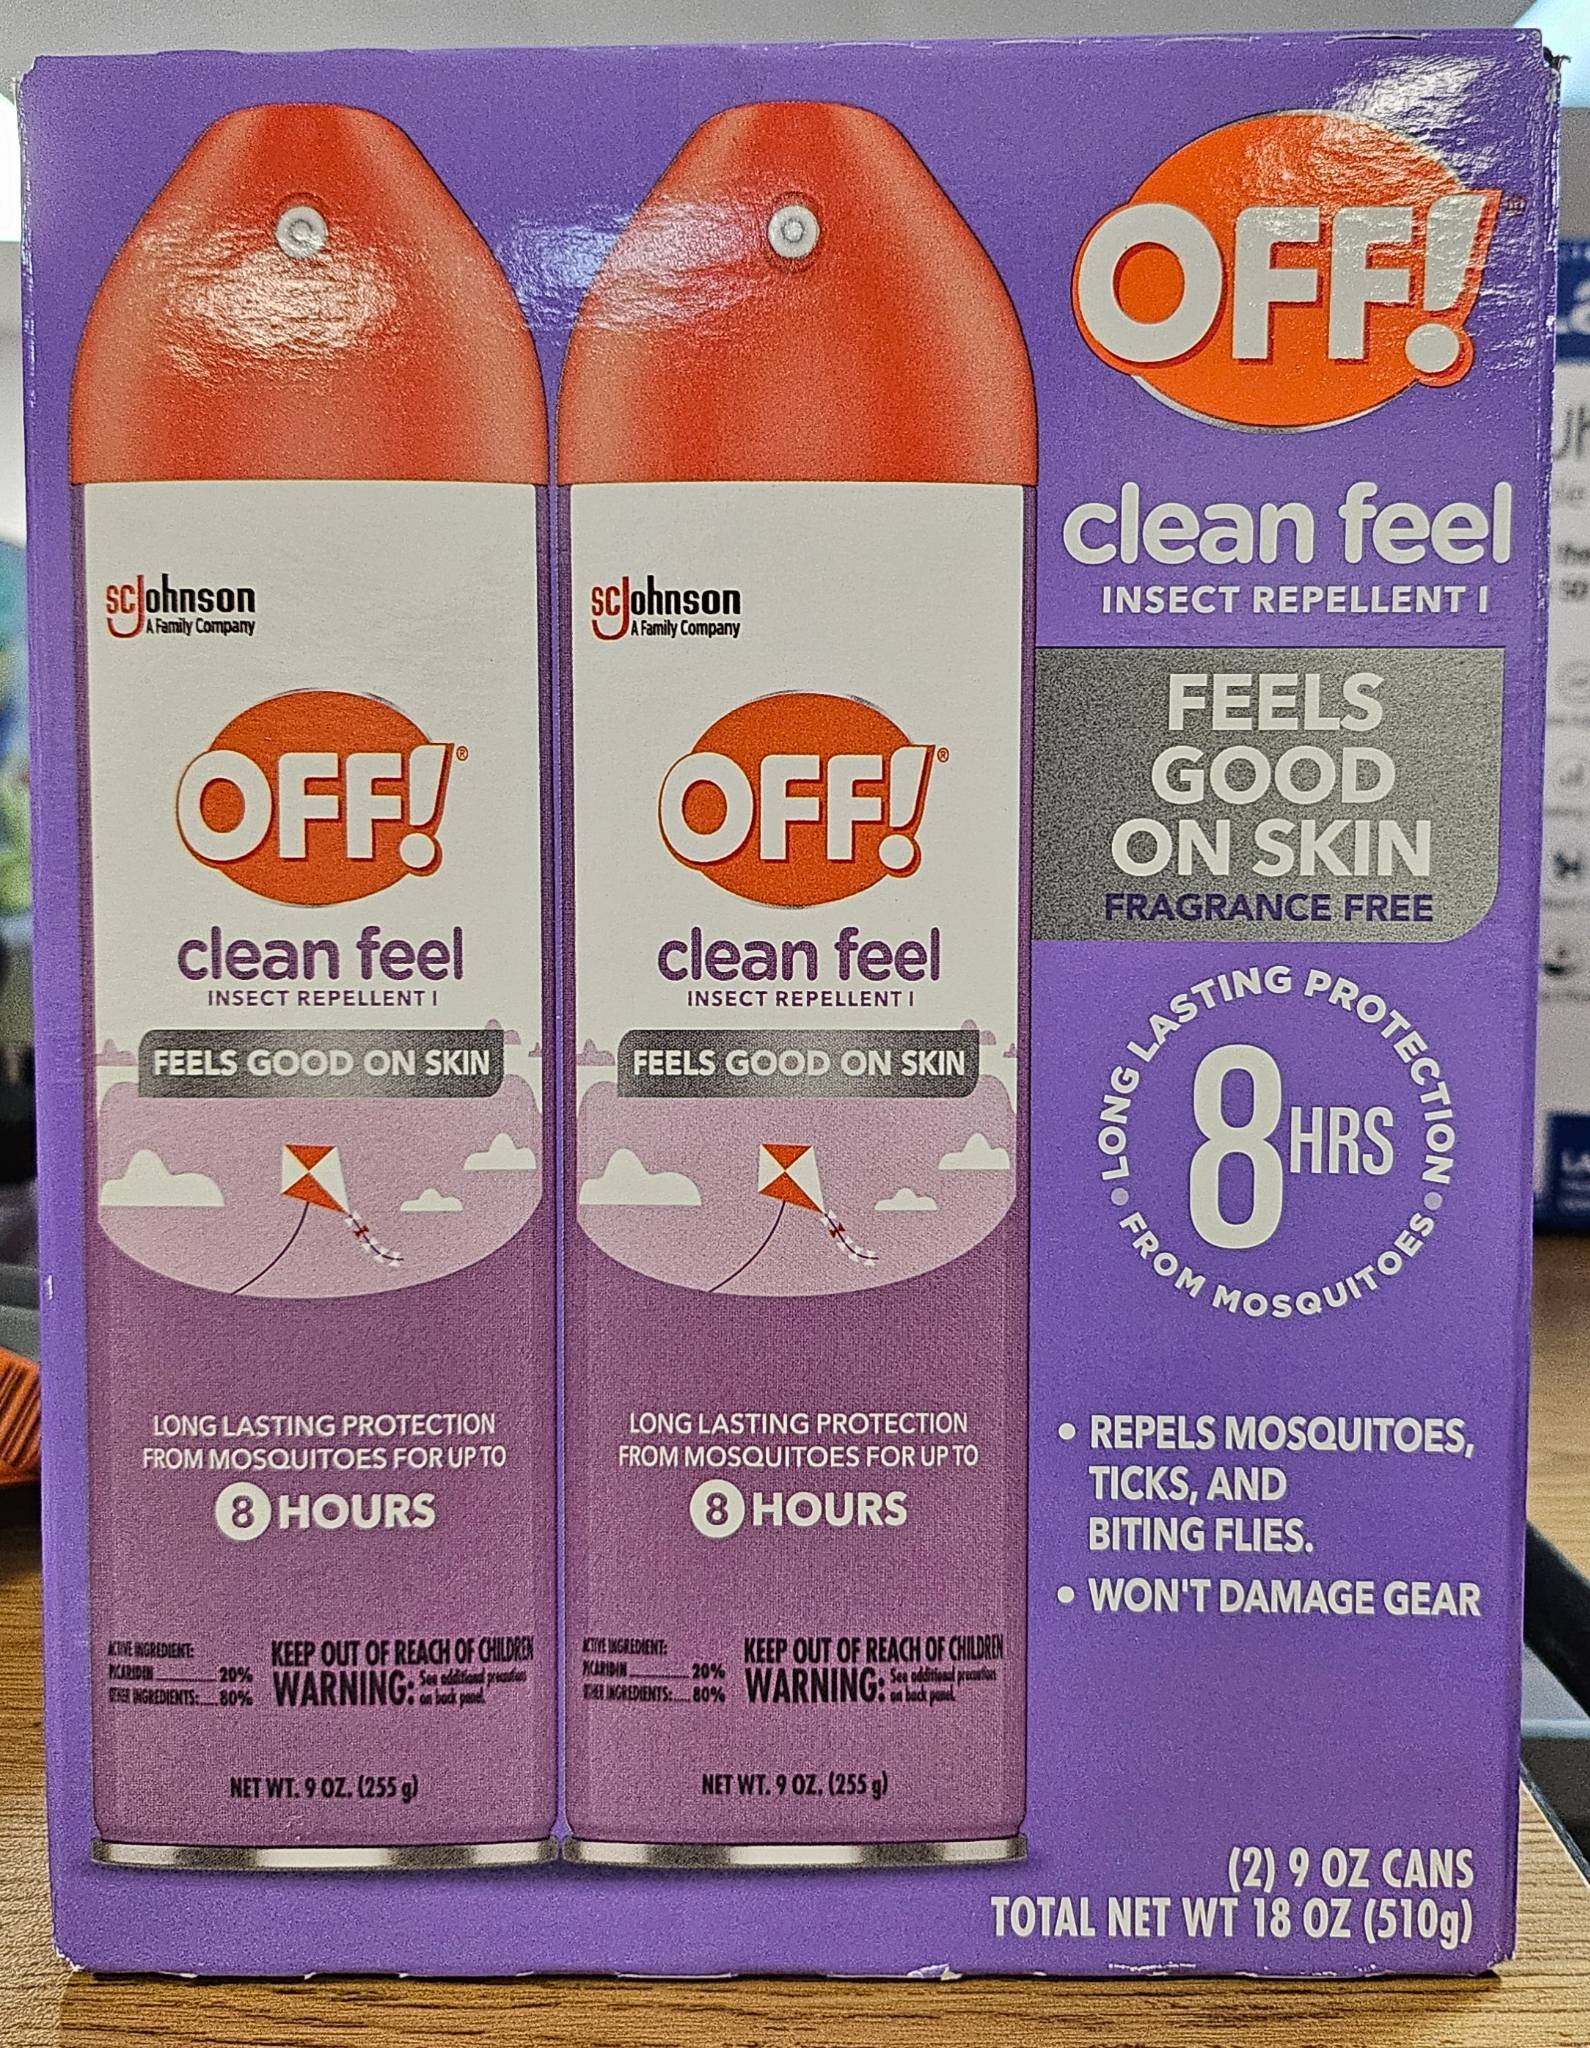 scJohnson
A Family Company
OFF!®
clean feel
INSECT REPELLENT I
FEELS GOOD ON SKIN
LONG LASTING PROTECTION
FROM MOSQUITOES FOR UP TO
8 HOURS
ACTIVE INGREDIENT:
PICARIDIN 20%
OTHER INGREDIENTS: 80%
KEEP OUT OF REACH OF CHILDREN
WARNING: See additional precautions
on back panel.
NET WT. 9 OZ. (255 g)
scJohnson
A Family Company
OFF!®
clean feel
INSECT REPELLENT I
FEELS GOOD ON SKIN
LONG LASTING PROTECTION
FROM MOSQUITOES FOR UP TO
8 HOURS
ACTIVE INGREDIENT:
PICARIDIN 20%
OTHER INGREDIENTS: 80%
KEEP OUT OF REACH OF CHILDREN
WARNING: See additional precautions
on back panel.
NET WT. 9 OZ. (255 g)
OFF!
clean feel
INSECT REPELLENT I
FEELS
GOOD
ON SKIN
FRAGRANCE FREE
LONG LASTING PROTECTION
8 HRS
FROM MOSQUITOES
• REPELS MOSQUITOES,
TICKS, AND
BITING FLIES.
• WON'T DAMAGE GEAR
(2) 9 OZ CANS
TOTAL NET WT 18 OZ (510g)